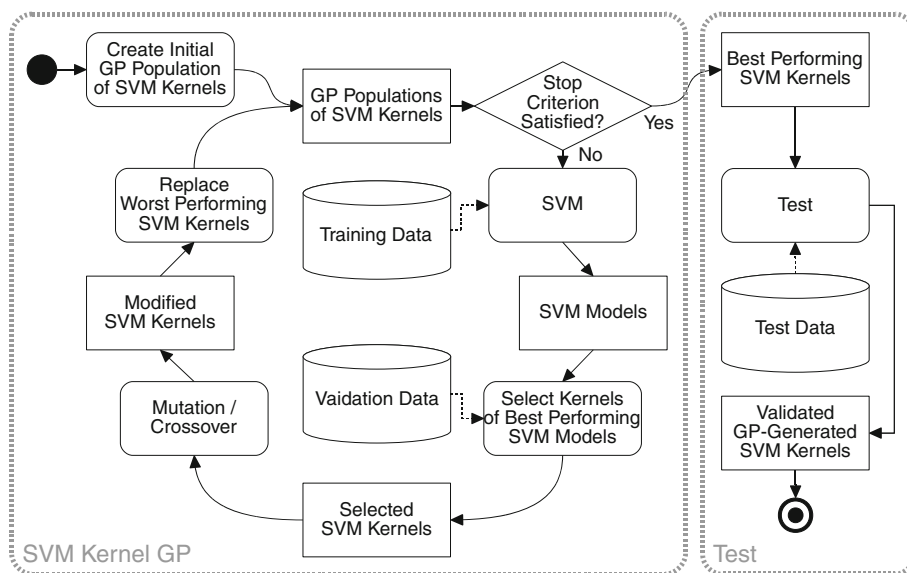 Create Initial
GP Population
of SVM Kernels
GP Populations
of SVM Kernels
Stop
Criterion
Satisfied?
Yes
No
Best Performing
SVM Kernels
Replace
Worst Performing
SVM Kernels
Training Data
SVM
Test
Modified
SVM Kernels
SVM Models
Test Data
Mutation /
Crossover
Vaidation Data
Select Kernels
of Best Performing
SVM Models
Validated
GP-Generated
SVM Kernels
Selected
SVM Kernels
SVM Kernel GP
Test